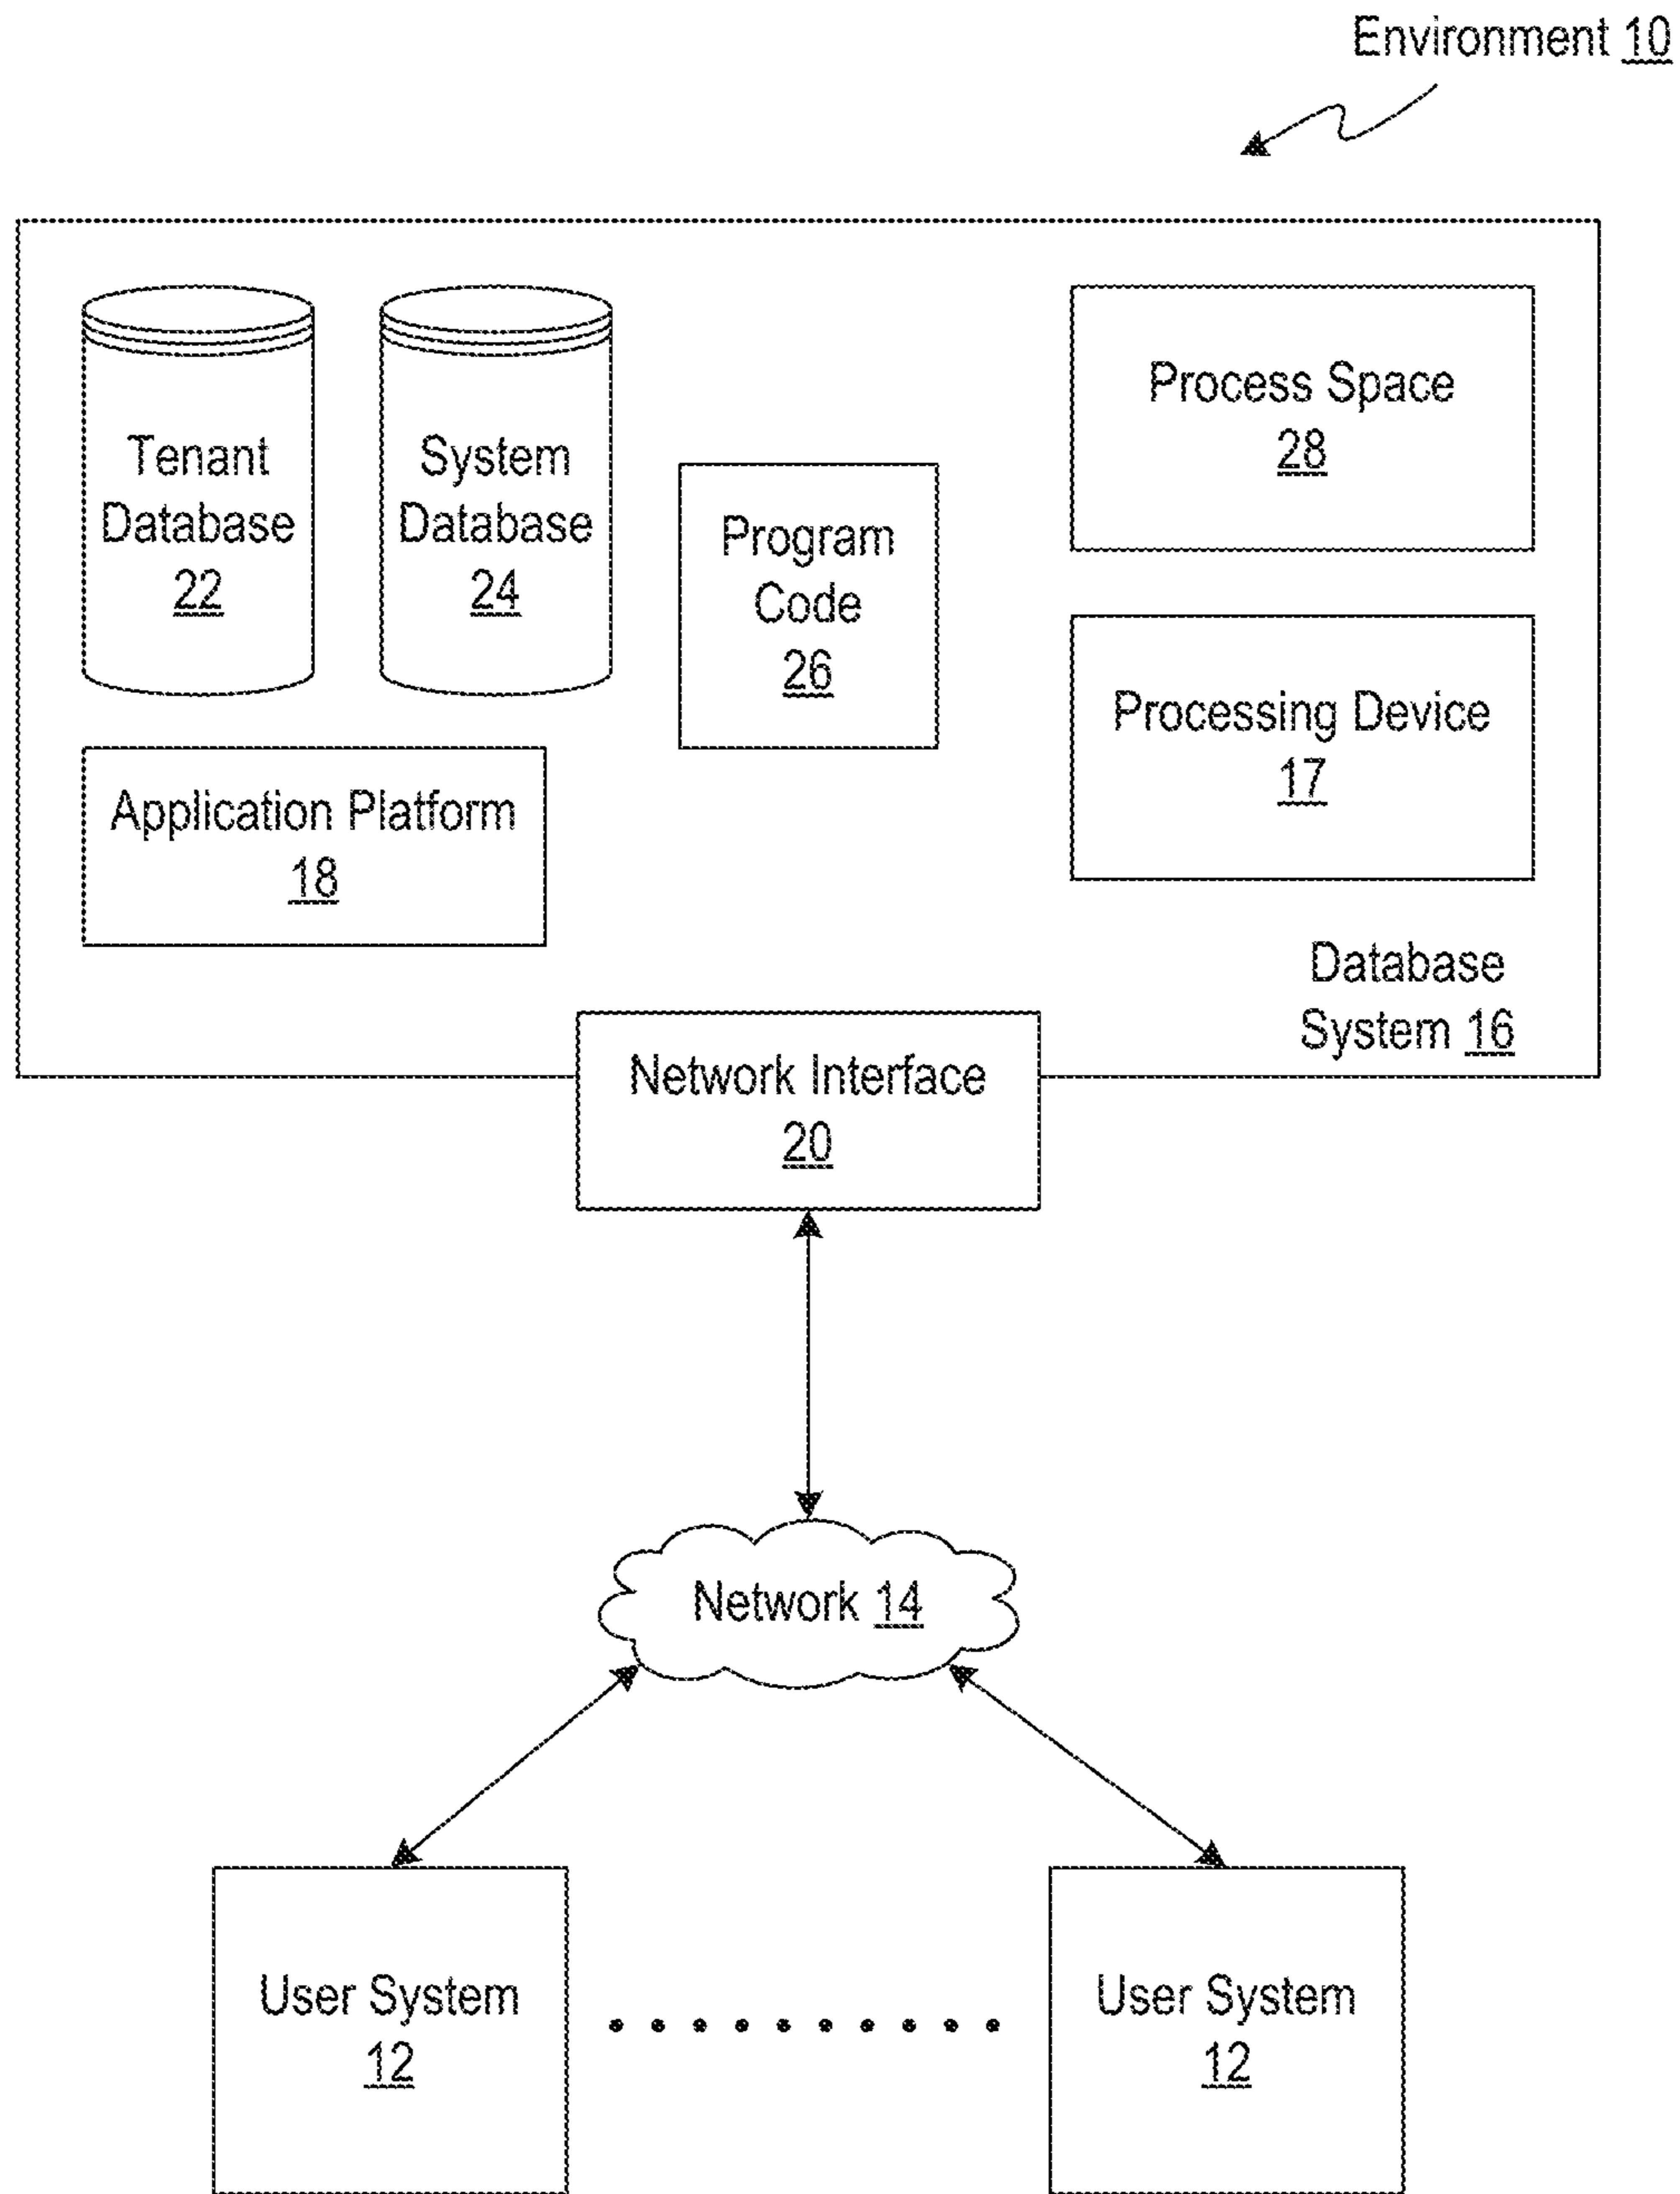 Environment 10
Tenant
Database
22
System
Database
24
Program
Code
26
Process Space
28
Processing Device
17
Application Platform
18
Database
System 16
Network Interface
20
Network 14
User System
12
User System
12